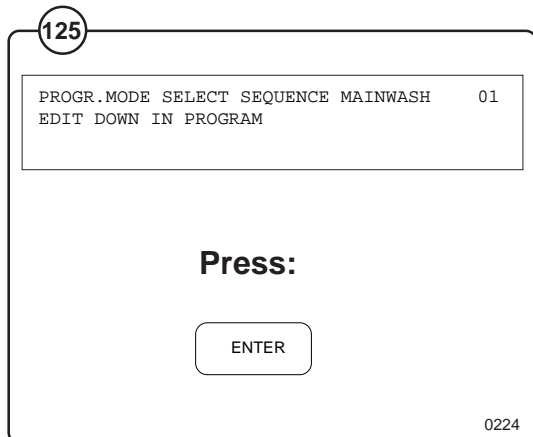 125
PROGR.MODE SELECT SEQUENCE MAINWASH 01
EDIT DOWN IN PROGRAM
Press:
ENTER
0224